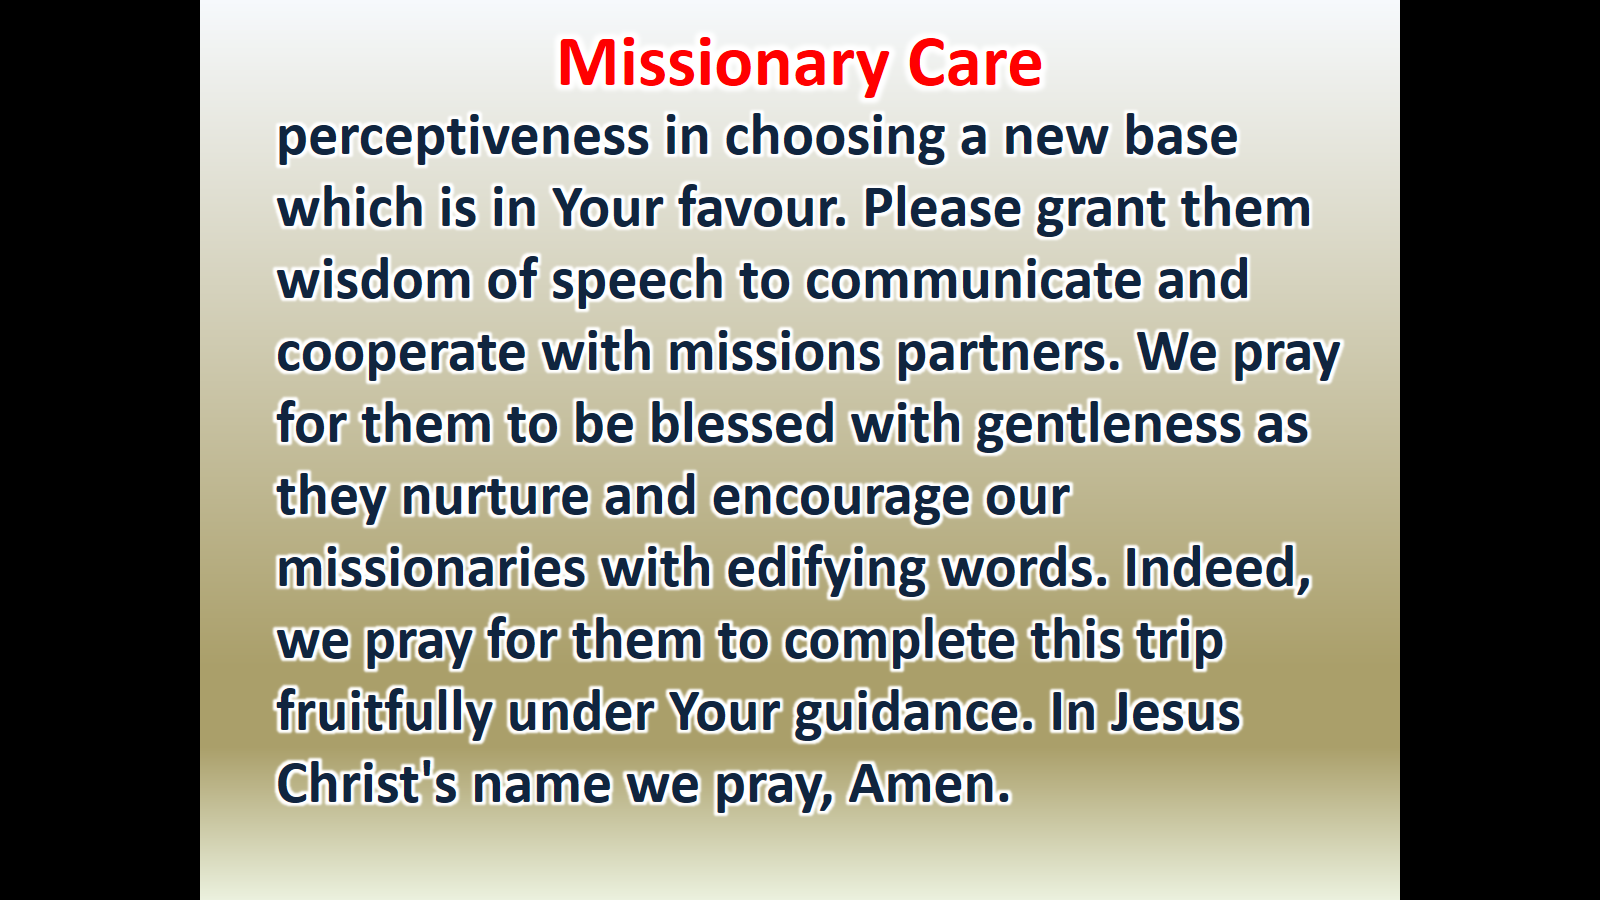 Missionary Care
perceptiveness in choosing a new base
which is in Your favour. Please grant them
wisdom of speech to communicate and
cooperate with missions partners. We pray
for them to be blessed with gentleness as
they nurture and encourage our
missionaries with edifying words. Indeed,
we pray for them to complete this trip
fruitfully under Your guidance. In Jesus
Christ's name we pray, Amen.